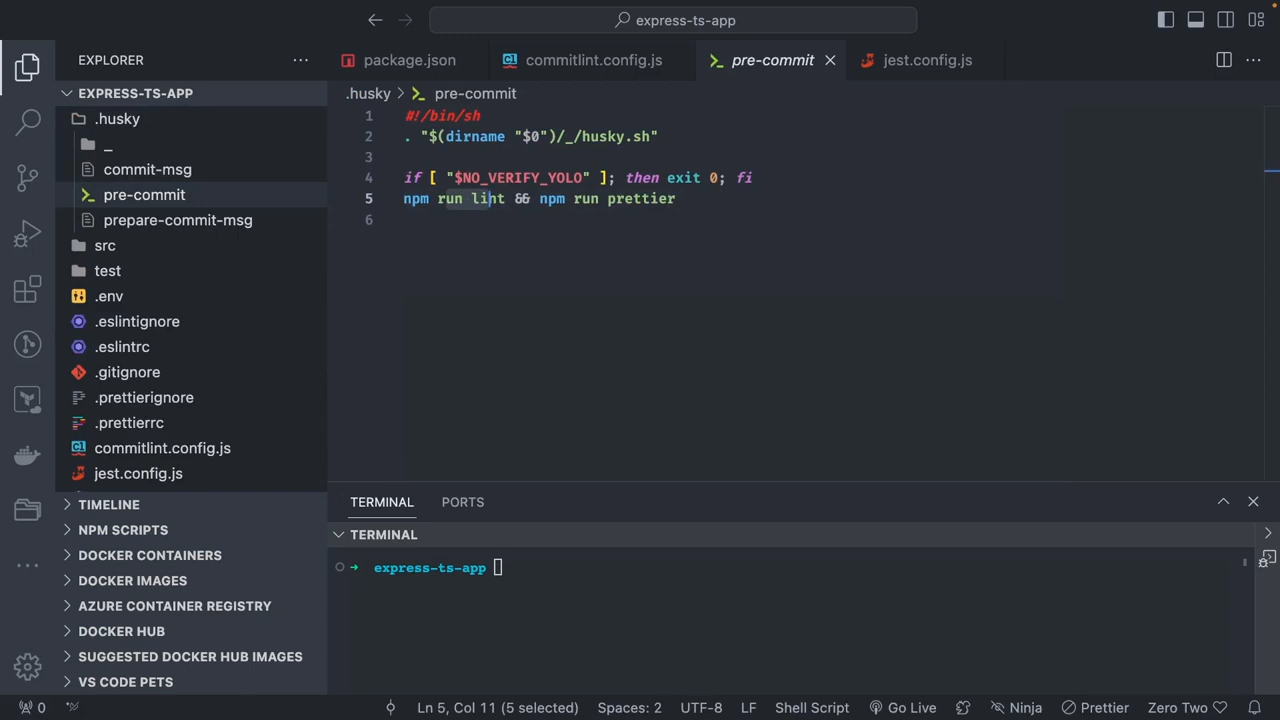 express-ts-app
EXPLORER
package.json
commitlint.config.js
pre-commit
jest.config.js
EXPRESS-TS-APP
.husky
_
commit-msg
pre-commit
prepare-commit-msg
src
test
.env
.eslintignore
.eslintrc
.gitignore
.prettierignore
.prettierrc
commitlint.config.js
jest.config.js
TIMELINE
NPM SCRIPTS
DOCKER CONTAINERS
DOCKER IMAGES
AZURE CONTAINER REGISTRY
DOCKER HUB
SUGGESTED DOCKER HUB IMAGES
VS CODE PETS
.husky > pre-commit
1 #!/bin/sh
2 . "$(dirname "$0")/_/husky.sh"
3
4 if [ "$NO_VERIFY_YOLO" ]; then exit 0; fi
5 npm run lint && npm run prettier
6
TERMINAL PORTS
TERMINAL
express-ts-app
0 Ln 5, Col 11 (5 selected) Spaces: 2 UTF-8 LF Shell Script Go Live Ninja Prettier Zero Two